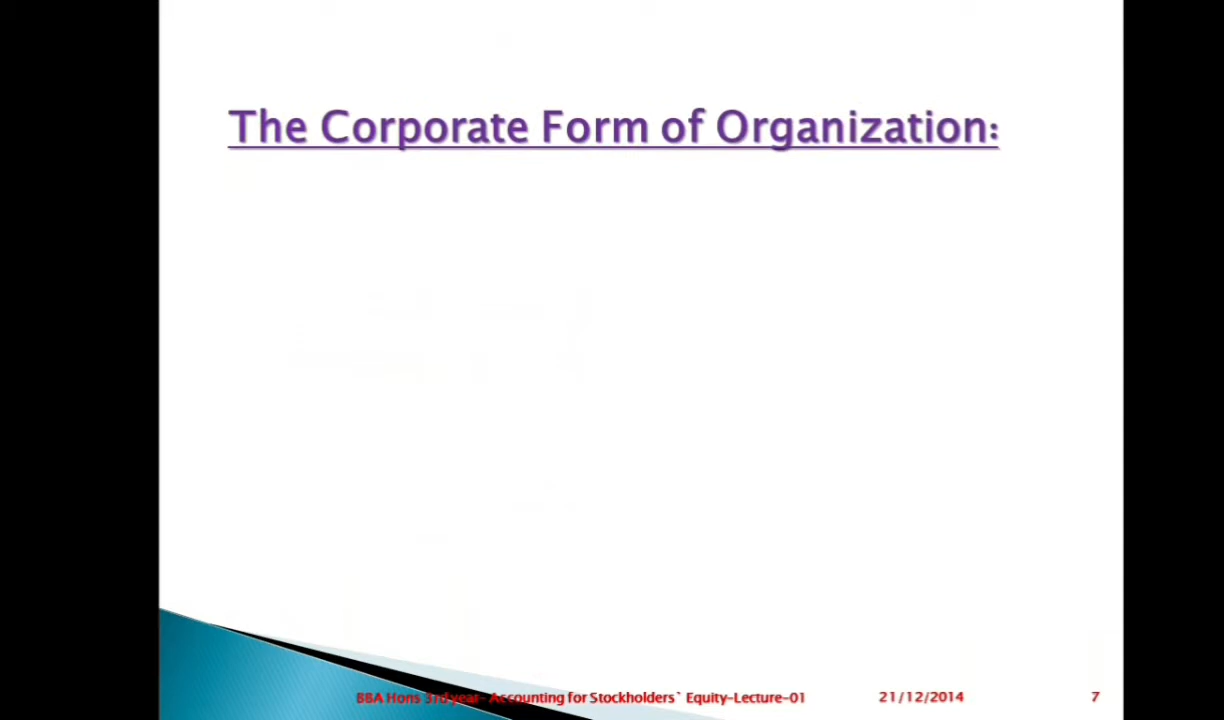 The Corporate Form of Organization:
BBA Hons 3rd year- Accounting for Stockholders` Equity-Lecture-01 21/12/2014 7